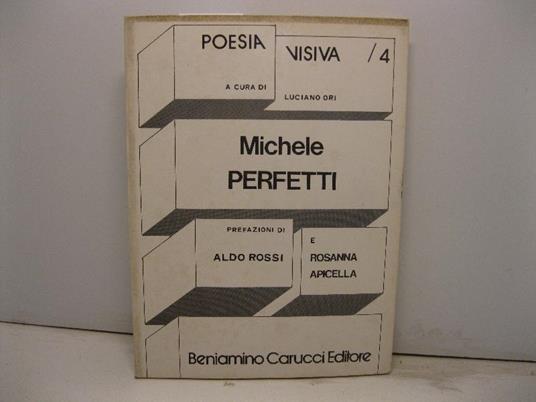 POESIA VISIVA /4
A CURA DI LUCIANO ORI
Michele
PERFETTI
PREFAZIONI DI
ALDO ROSSI
E
ROSANNA
APICELLA
Beniamino Carucci Editore